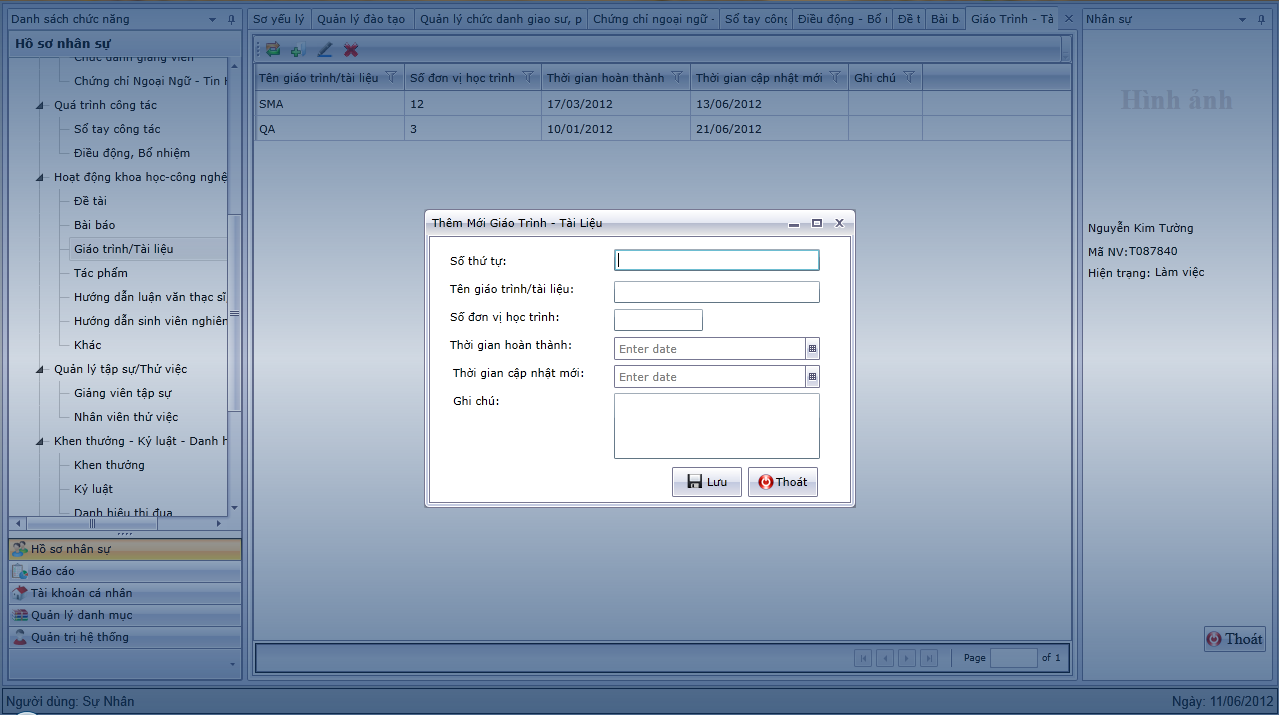 Danh sách chức năng
Hồ sơ nhân sự
Chức danh giảng viên
Chứng chỉ Ngoại Ngữ - Tin H
Quá trình công tác
Sổ tay công tác
Điều động, Bổ nhiệm
Hoạt động khoa học-công nghệ
Đề tài
Bài báo
Giáo trình/Tài liệu
Tác phẩm
Hướng dẫn luận văn thạc sĩ
Hướng dẫn sinh viên nghiên
Khác
Quản lý tập sự/Thử việc
Giảng viên tập sự
Nhân viên thử việc
Khen thưởng - Kỷ luật - Danh h
Khen thưởng
Kỷ luật
Danh hiệu thi đua
Hồ sơ nhân sự
Báo cáo
Tài khoản cá nhân
Quản lý danh mục
Quản trị hệ thống
Sơ yếu lý Quản lý đào tạo Quản lý chức danh giao sư, p Chứng chỉ ngoại ngữ - Sổ tay công Điều động - Bổ Đề t Bài b Giáo Trình - Tà
Tên giáo trình/tài liệu Số đơn vị học trình Thời gian hoàn thành Thời gian cập nhật mới Ghi chú
SMA 12 17/03/2012 13/06/2012
QA 3 10/01/2012 21/06/2012
Thêm Mới Giáo Trình - Tài Liệu
Số thứ tự:
Tên giáo trình/tài liệu:
Số đơn vị học trình:
Thời gian hoàn thành: Enter date
Thời gian cập nhật mới: Enter date
Ghi chú:
Lưu Thoát
Page of 1
Nhân sự
Hình ảnh
Nguyễn Kim Tường
Mã NV:T087840
Hiện trạng: Làm việc
Thoát
Người dùng: Sự Nhân
Ngày: 11/06/2012